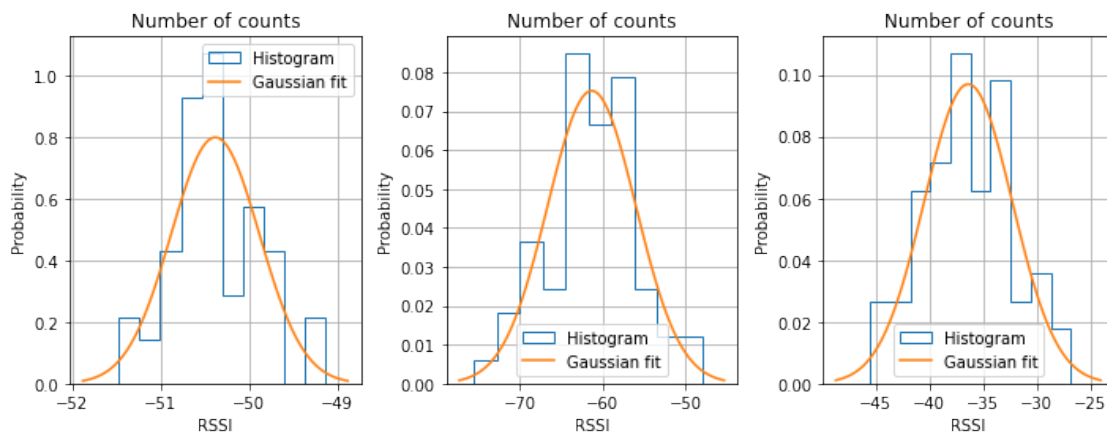 Number of counts
Probability
1.0
0.8
0.6
0.4
0.2
0.0
Histogram
Gaussian fit
−52
−51
−50
−49
RSSI
Number of counts
Probability
0.08
0.07
0.06
0.05
0.04
0.03
0.02
0.01
0.00
Histogram
Gaussian fit
−70
−60
−50
RSSI
Number of counts
Probability
0.10
0.08
0.06
0.04
0.02
0.00
Histogram
Gaussian fit
−45
−40
−35
−30
−25
RSSI